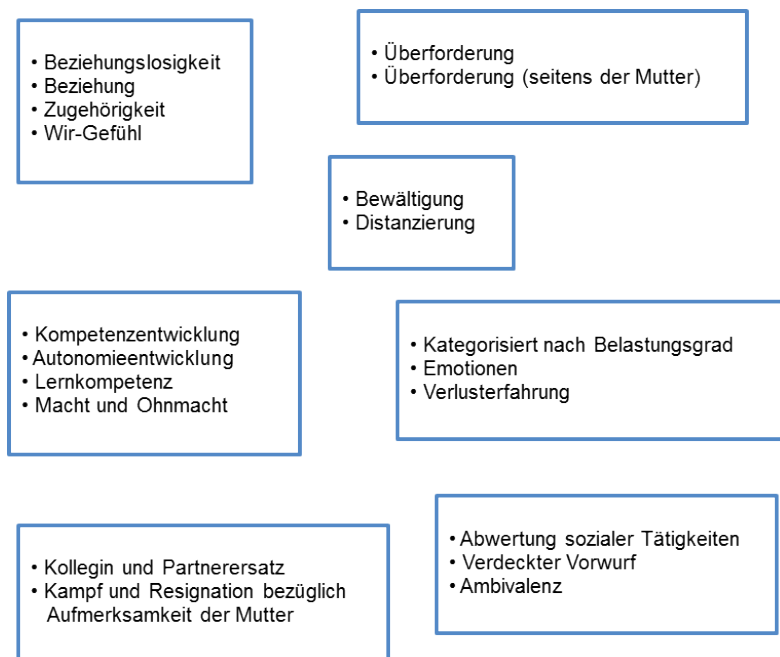 • Beziehungslosigkeit
• Beziehung
• Zugehörigkeit
• Wir-Gefühl
• Überforderung
• Überforderung (seitens der Mutter)
• Bewältigung
• Distanzierung
• Kompetenzentwicklung
• Autonomieentwicklung
• Lernkompetenz
• Macht und Ohnmacht
• Kategorisiert nach Belastungsgrad
• Emotionen
• Verlusterfahrung
• Kollegin und Partnerersatz
• Kampf und Resignation bezüglich
Aufmerksamkeit der Mutter
• Abwertung sozialer Tätigkeiten
• Verdeckter Vorwurf
• Ambivalenz